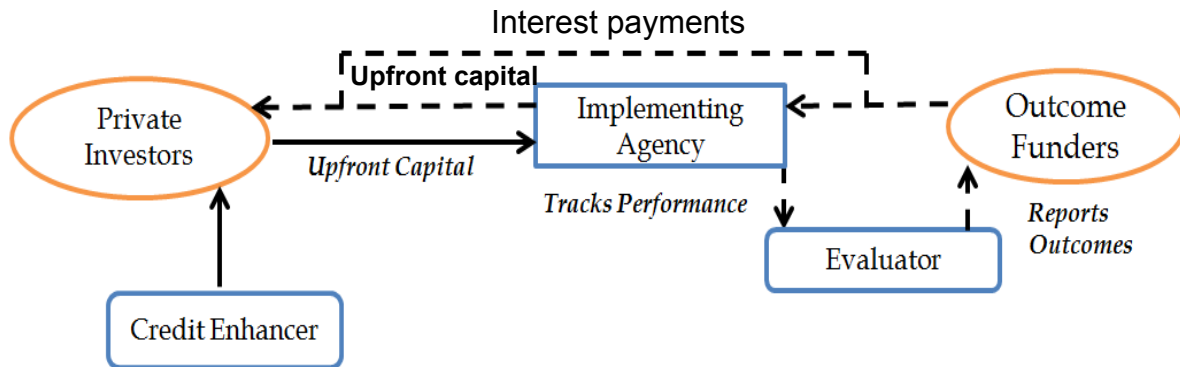 Interest payments
Upfront capital
Private
Investors
Implementing
Agency
Outcome
Funders
Upfront Capital
Tracks Performance
Reports
Outcomes
Evaluator
Credit Enhancer